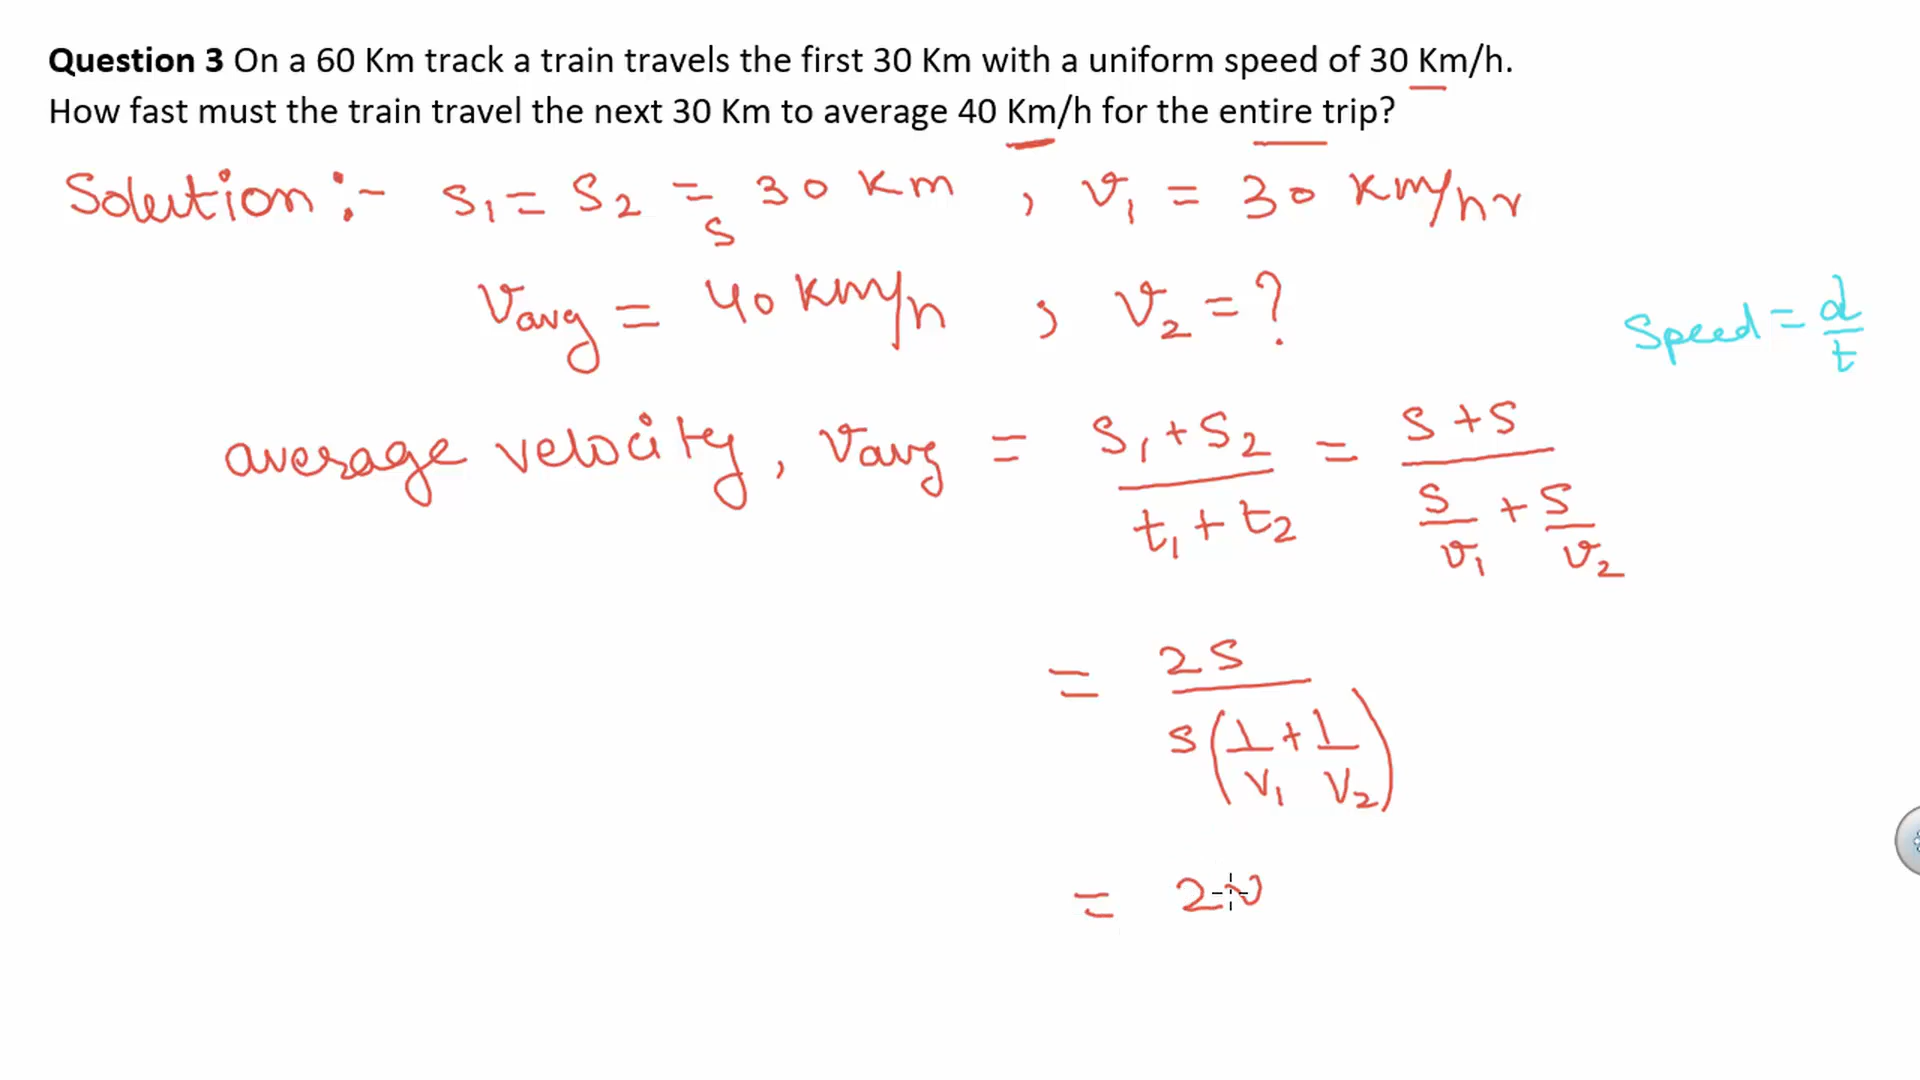 Question 3 On a 60 Km track a train travels the first 30 Km with a uniform speed of 30 Km/h.
How fast must the train travel the next 30 Km to average 40 Km/h for the entire trip?
Solution :- S₁ = S₂ = S = 30 Km , v₁ = 30 Km/hr
Vavg = 40 Km/h , v₂ = ?
Speed = d/t
average velocity, vavg = (S₁ + S₂)/(t₁ + t₂) = (S + S)/(S/v₁ + S/v₂)
= 2S/(S(1/V₁ + 1/V₂))
= 2v